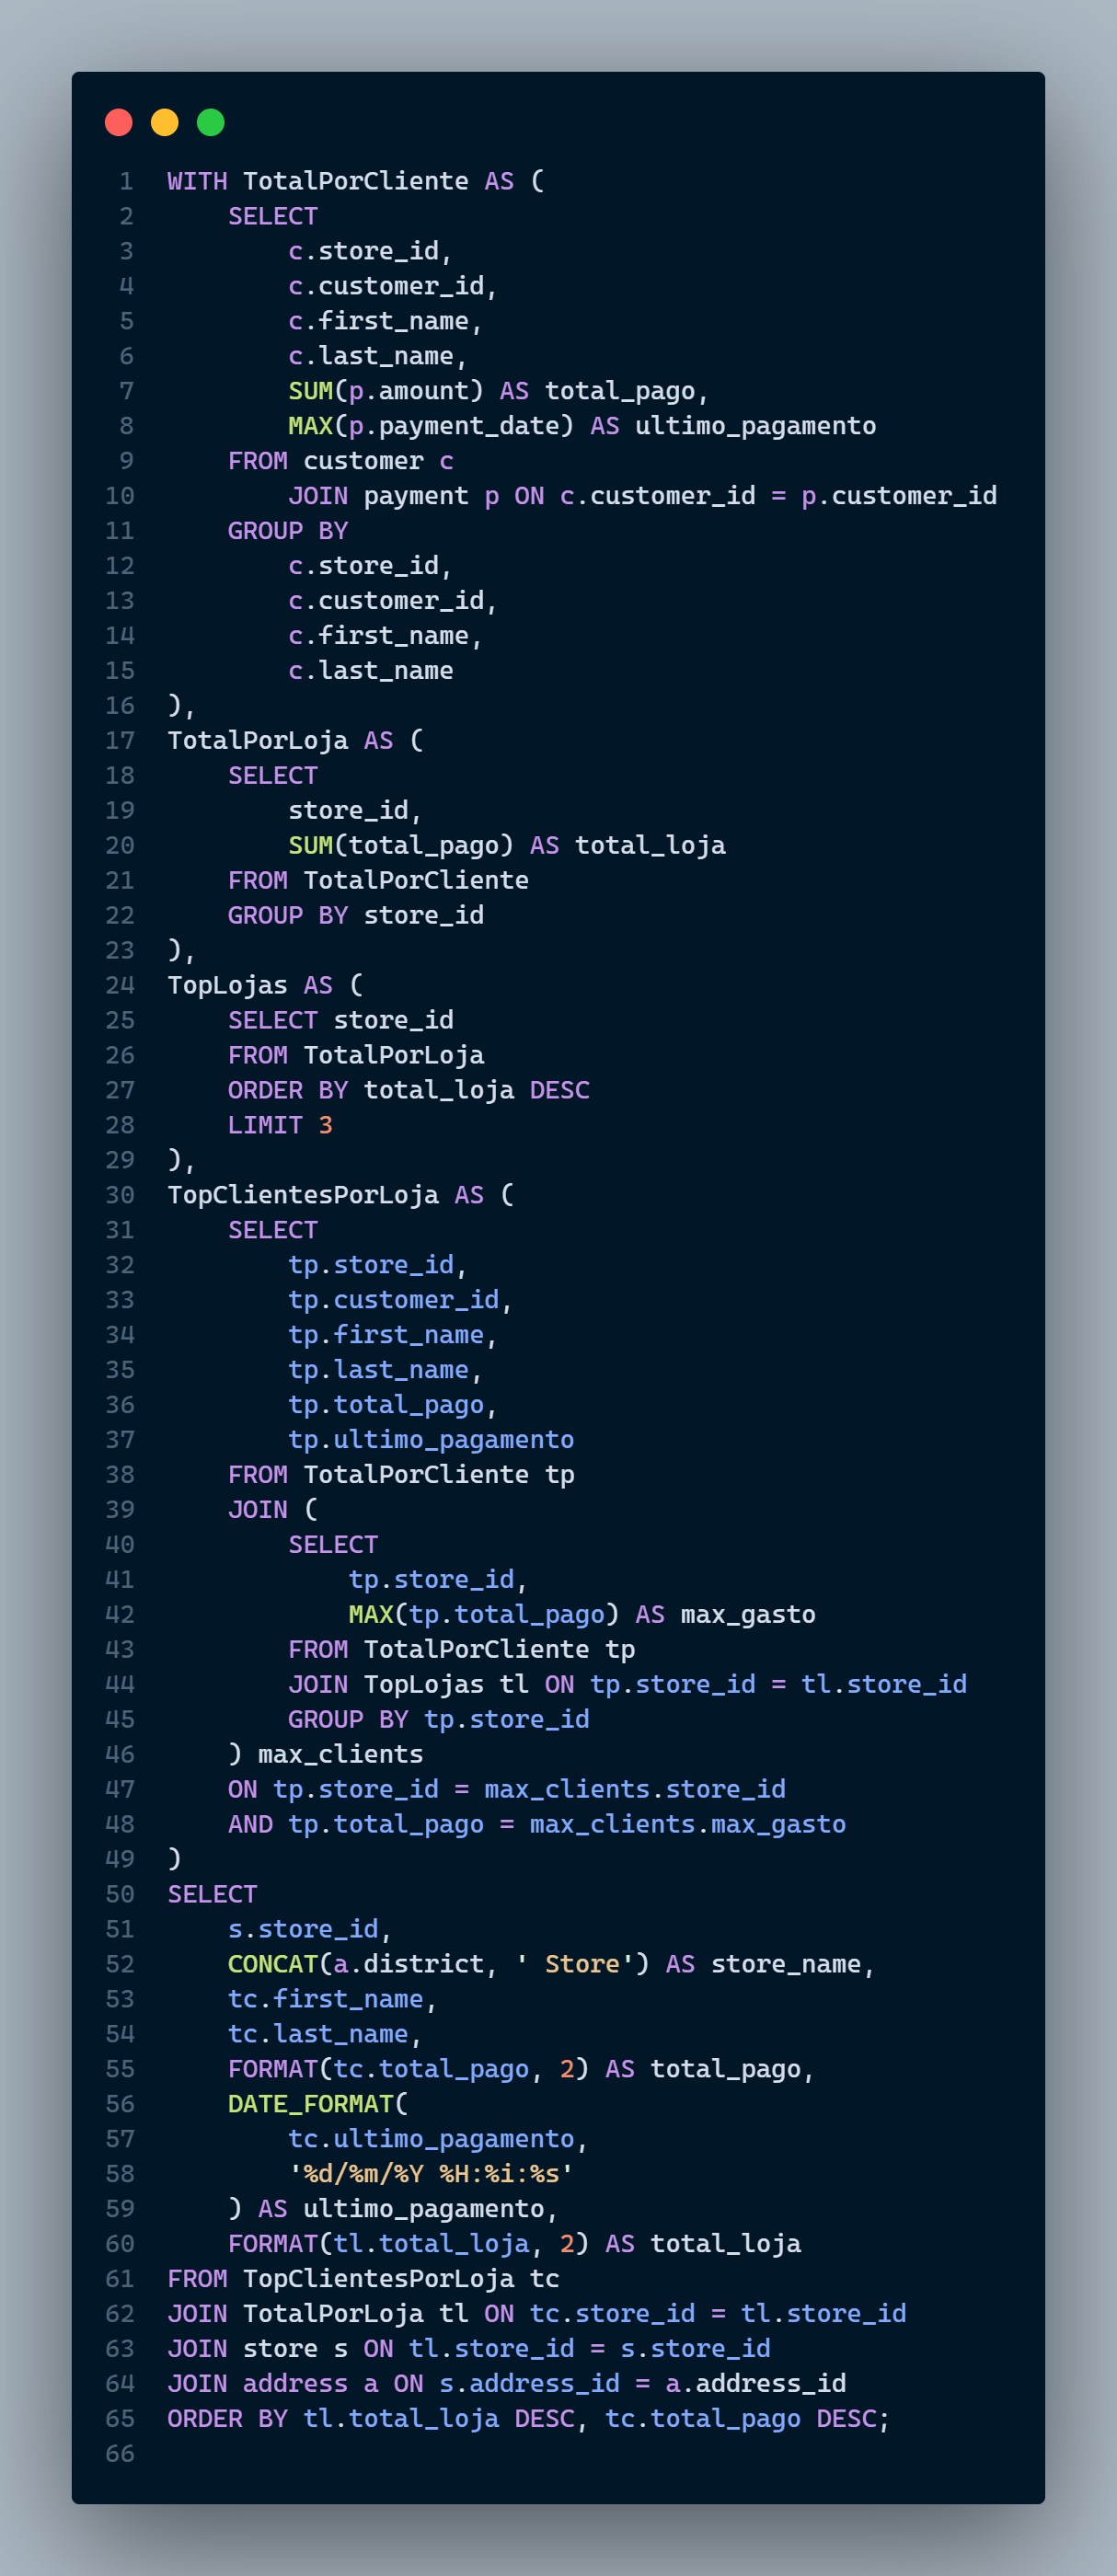 1 WITH TotalPorCliente AS (
2 SELECT
3 c.store_id,
4 c.customer_id,
5 c.first_name,
6 c.last_name,
7 SUM(p.amount) AS total_pago,
8 MAX(p.payment_date) AS ultimo_pagamento
9 FROM customer c
10 JOIN payment p ON c.customer_id = p.customer_id
11 GROUP BY
12 c.store_id,
13 c.customer_id,
14 c.first_name,
15 c.last_name
16 ),
17 TotalPorLoja AS (
18 SELECT
19 store_id,
20 SUM(total_pago) AS total_loja
21 FROM TotalPorCliente
22 GROUP BY store_id
23 ),
24 TopLojas AS (
25 SELECT store_id
26 FROM TotalPorLoja
27 ORDER BY total_loja DESC
28 LIMIT 3
29 ),
30 TopClientesPorLoja AS (
31 SELECT
32 tp.store_id,
33 tp.customer_id,
34 tp.first_name,
35 tp.last_name,
36 tp.total_pago,
37 tp.ultimo_pagamento
38 FROM TotalPorCliente tp
39 JOIN (
40 SELECT
41 tp.store_id,
42 MAX(tp.total_pago) AS max_gasto
43 FROM TotalPorCliente tp
44 JOIN TopLojas tl ON tp.store_id = tl.store_id
45 GROUP BY tp.store_id
46 ) max_clients
47 ON tp.store_id = max_clients.store_id
48 AND tp.total_pago = max_clients.max_gasto
49 )
50 SELECT
51 s.store_id,
52 CONCAT(a.district, ' Store') AS store_name,
53 tc.first_name,
54 tc.last_name,
55 FORMAT(tc.total_pago, 2) AS total_pago,
56 DATE_FORMAT(
57 tc.ultimo_pagamento,
58 '%d/%m/%Y %H:%i:%s'
59 ) AS ultimo_pagamento,
60 FORMAT(tl.total_loja, 2) AS total_loja
61 FROM TopClientesPorLoja tc
62 JOIN TotalPorLoja tl ON tc.store_id = tl.store_id
63 JOIN store s ON tl.store_id = s.store_id
64 JOIN address a ON s.address_id = a.address_id
65 ORDER BY tl.total_loja DESC, tc.total_pago DESC;
66